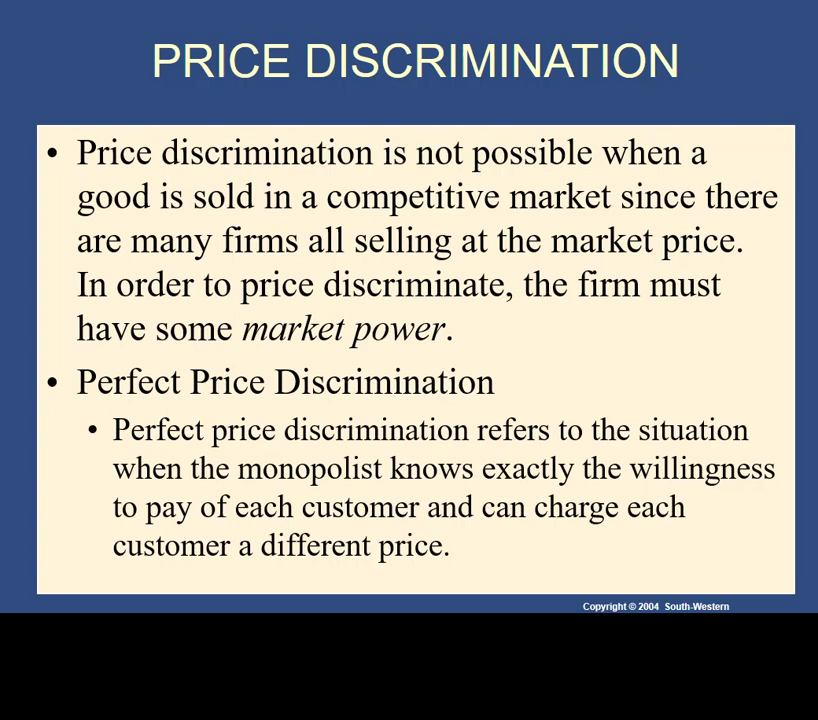 PRICE DISCRIMINATION
• Price discrimination is not possible when a
good is sold in a competitive market since there
are many firms all selling at the market price.
In order to price discriminate, the firm must
have some market power.
• Perfect Price Discrimination
• Perfect price discrimination refers to the situation
when the monopolist knows exactly the willingness
to pay of each customer and can charge each
customer a different price.
Copyright © 2004 South-Western